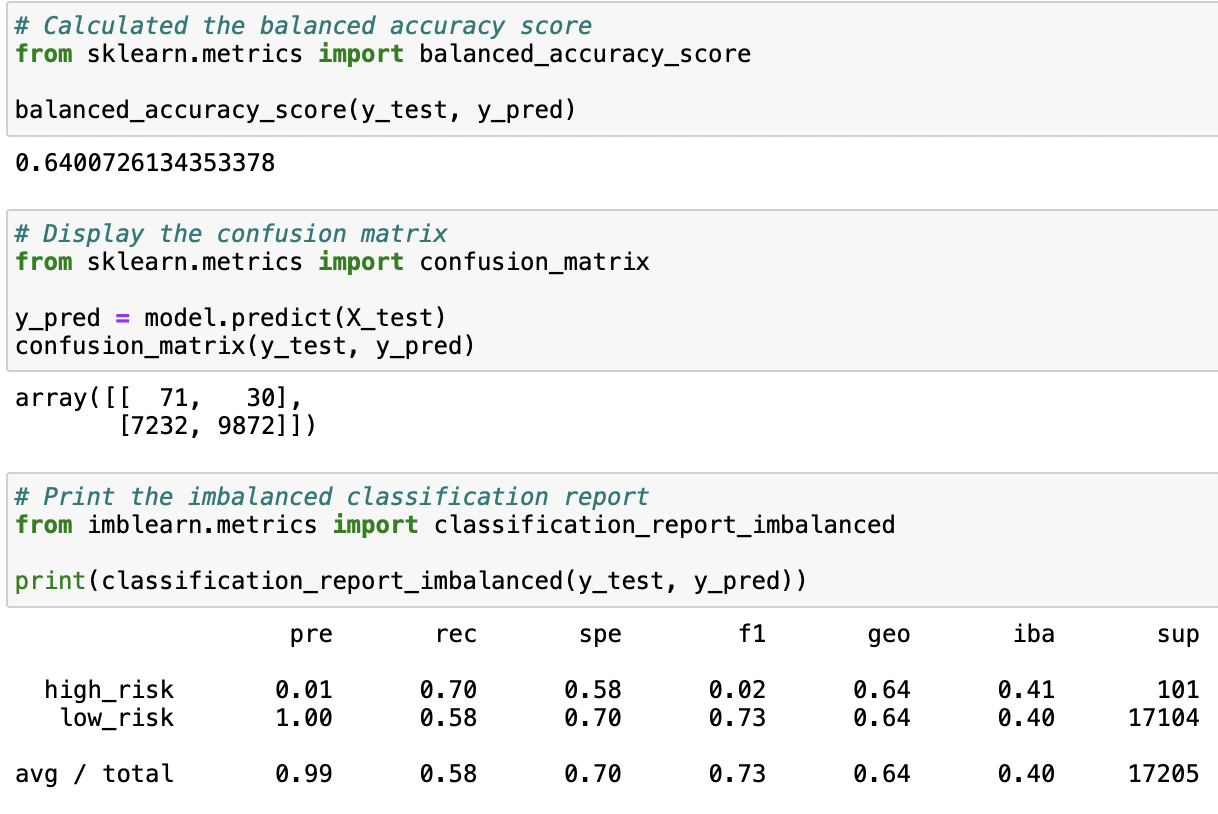 # Calculated the balanced accuracy score
from sklearn.metrics import balanced_accuracy_score
balanced_accuracy_score(y_test, y_pred)
0.6400726134353378
# Display the confusion matrix
from sklearn.metrics import confusion_matrix
y_pred = model.predict(X_test)
confusion_matrix(y_test, y_pred)
array([[  71,   30],
       [7232, 9872]])
# Print the imbalanced classification report
from imblearn.metrics import classification_report_imbalanced
print(classification_report_imbalanced(y_test, y_pred))
pre rec spe f1 geo iba sup
high_risk 0.01 0.70 0.58 0.02 0.64 0.41 101
low_risk 1.00 0.58 0.70 0.73 0.64 0.40 17104
avg / total 0.99 0.58 0.70 0.73 0.64 0.40 17205